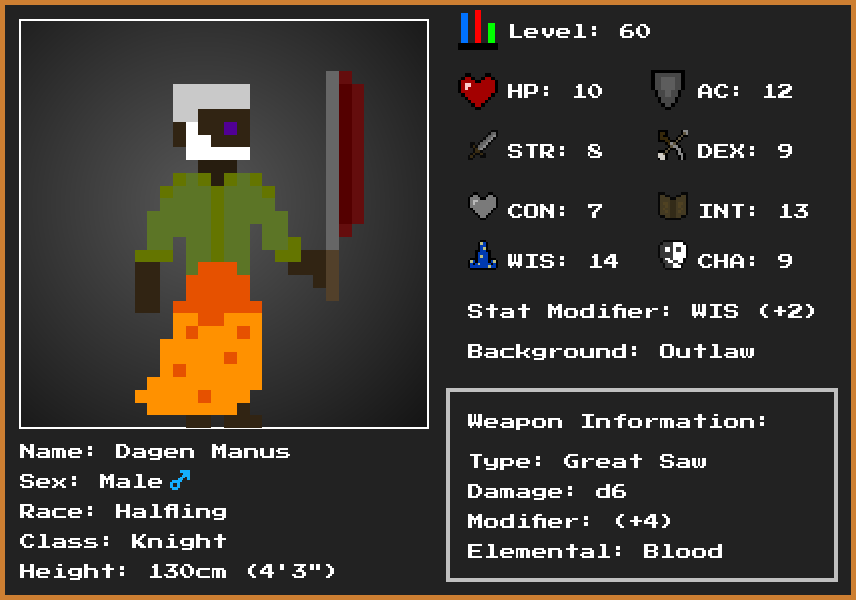 Level: 60
HP: 10
AC: 12
STR: 8
DEX: 9
CON: 7
INT: 13
WIS: 14
CHA: 9
Stat Modifier: WIS (+2)
Background: Outlaw
Weapon Information:
Type: Great Saw
Damage: d6
Modifier: (+4)
Elemental: Blood
Name: Dagen Manus
Sex: Male♂
Race: Halfling
Class: Knight
Height: 130cm (4'3")